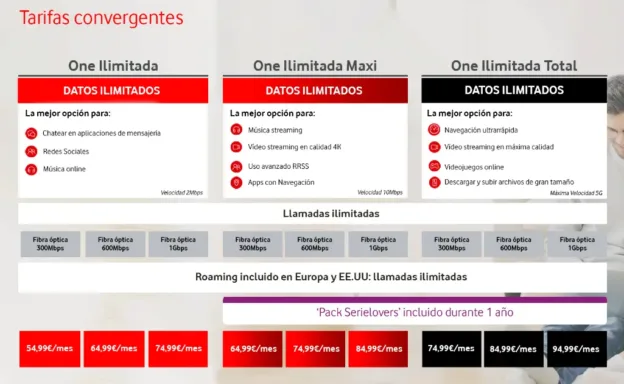 Tarifas convergentes
One Ilimitada
One Ilimitada Maxi
One Ilimitada Total
DATOS ILIMITADOS
DATOS ILIMITADOS
DATOS ILIMITADOS
La mejor opción para:
Chatear en aplicaciones de mensajería
Redes Sociales
Música online
Velocidad 2Mbps
La mejor opción para:
Música streaming
Vídeo streaming en calidad 4K
Uso avanzado RRSS
Apps con Navegación
Velocidad 10Mbps
La mejor opción para:
Navegación ultrarrápida
Vídeo streaming en máxima calidad
Videojuegos online
Descargar y subir archivos de gran tamaño
Máxima Velocidad 5G
Llamadas ilimitadas
Fibra óptica
300Mbps
Fibra óptica
600Mbps
Fibra óptica
1Gbps
Fibra óptica
300Mbps
Fibra óptica
600Mbps
Fibra óptica
1Gbps
Fibra óptica
300Mbps
Fibra óptica
600Mbps
Fibra óptica
1Gbps
Roaming incluido en Europa y EE.UU: llamadas ilimitadas
‘Pack Serielovers’ incluido durante 1 año
54,99€/mes
64,99€/mes
74,99€/mes
64,99€/mes
74,99€/mes
84,99€/mes
74,99€/mes
84,99€/mes
94,99€/mes